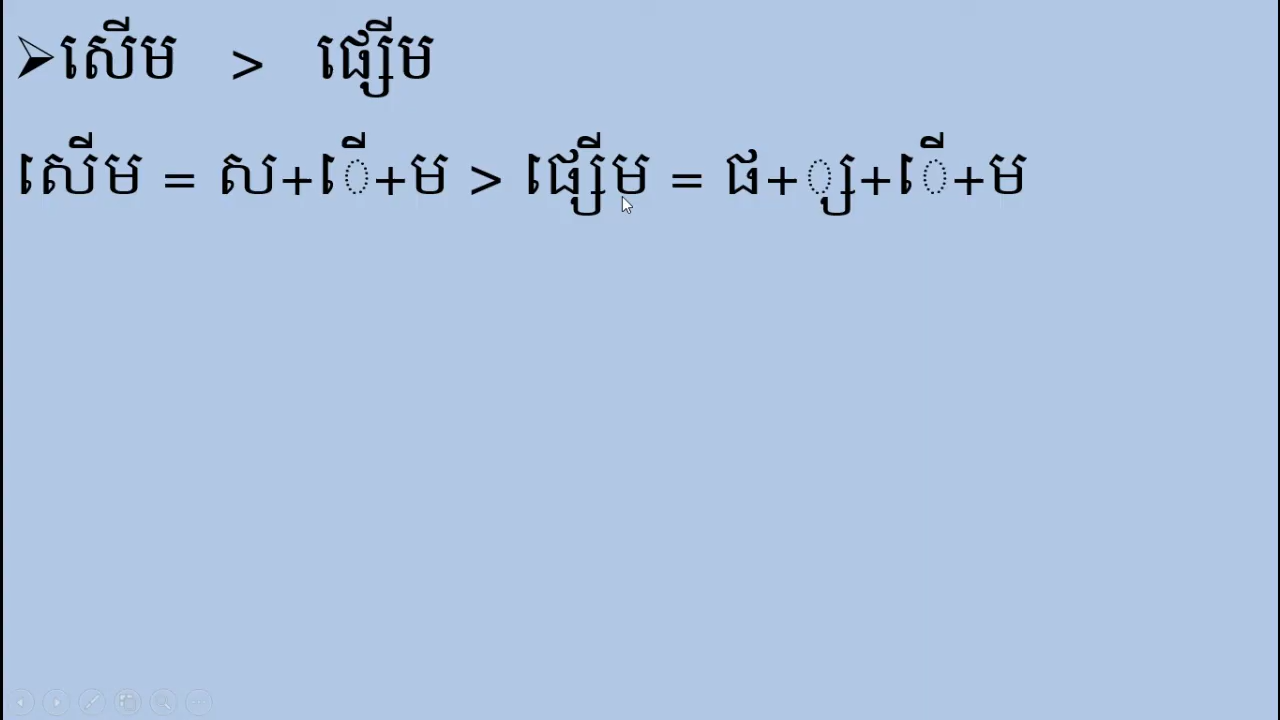 ➢សើម > ផ្សើម
សើម = ស+ើ+ម > ផ្សើម = ផ+្ស+ើ+ម